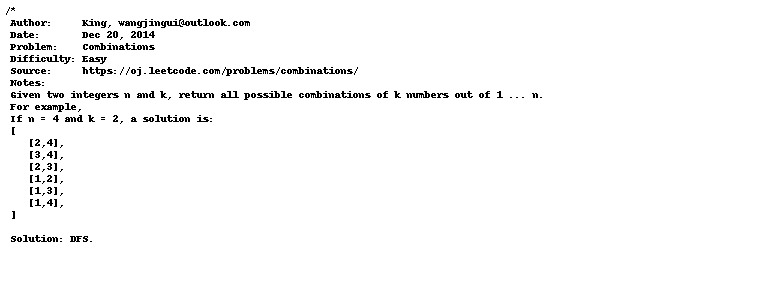 /*
Author: King, wangjingui@outlook.com
Date: Dec 20, 2014
Problem: Combinations
Difficulty: Easy
Source: https://oj.leetcode.com/problems/combinations/
Notes:
Given two integers n and k, return all possible combinations of k numbers out of 1 ... n.
For example,
If n = 4 and k = 2, a solution is:
[
[2,4],
[3,4],
[2,3],
[1,2],
[1,3],
[1,4],
]
Solution: DFS.